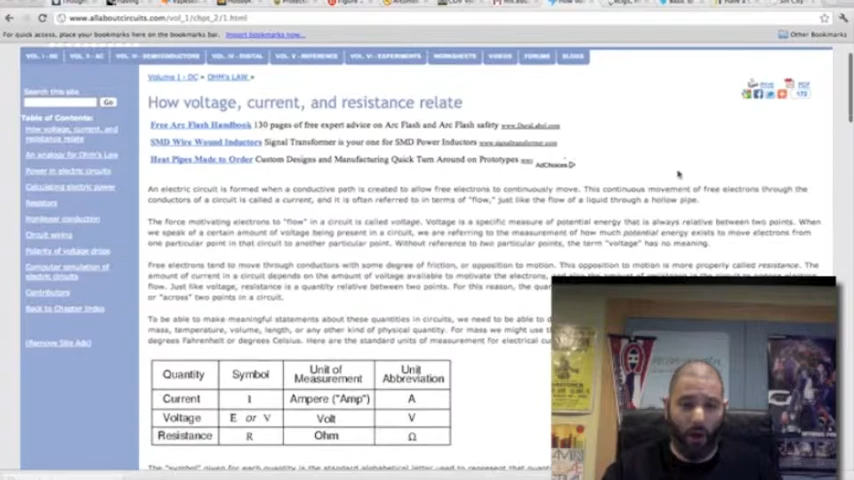 www.allaboutcircuits.com/vol_1/chpt_2/1.html
For quick access, place your bookmarks here on the bookmarks bar. Import bookmarks now...
Other Bookmarks
VOL. I - DC VOL. II - AC VOL. III - SEMICONDUCTORS VOL. IV - DIGITAL VOL. V - REFERENCE VOL. VI - EXPERIMENTS WORKSHEETS VIDEOS FORUMS BLOGS
Search this site
Go
Table of Contents:
How voltage, current, and resistance relate
An analogy for Ohm's Law
Power in electric circuits
Calculating electric power
Resistors
Nonlinear conduction
Circuit wiring
Polarity of voltage drops
Computer simulation of electric circuits
Contributors
Back to Chapter Index
(Remove Site Ads)
Volume I - DC » OHM's LAW »
How voltage, current, and resistance relate
Free Arc Flash Handbook 130 pages of free expert advice on Arc Flash and Arc Flash safety www.DuraLabel.com
SMD Wire Wound Inductors Signal Transformer is your one for SMD Power Inductors www.signaltransformer.com
Heat Pipes Made to Order Custom Designs and Manufacturing Quick Turn Around on Prototypes
AdChoices
An electric circuit is formed when a conductive path is created to allow free electrons to continuously move. This continuous movement of free electrons through the
conductors of a circuit is called a current, and it is often referred to in terms of "flow," just like the flow of a liquid through a hollow pipe.
The force motivating electrons to "flow" in a circuit is called voltage. Voltage is a specific measure of potential energy that is always relative between two points. When
we speak of a certain amount of voltage being present in a circuit, we are referring to the measurement of how much potential energy exists to move electrons from
one particular point in that circuit to another particular point. Without reference to two particular points, the term "voltage" has no meaning.
Free electrons tend to move through conductors with some degree of friction, or opposition to motion. This opposition to motion is more properly called resistance. The
amount of current in a circuit depends on the amount of voltage available to motivate the electrons,
flow. Just like voltage, resistance is a quantity relative between two points. For this reason, the
or "across" two points in a circuit.
To be able to make meaningful statements about these quantities in circuits, we need to be able to
mass, temperature, volume, length, or any other kind of physical quantity. For mass we might use
degrees Fahrenheit or degrees Celsius. Here are the standard units of measurement for electrical
Quantity Symbol Unit of Measurement Unit Abbreviation
Current I Ampere ("Amp") A
Voltage E or V Volt V
Resistance R Ohm Ω
The "symbol" given for each quantity is the standard alphabetical letter used to represent that